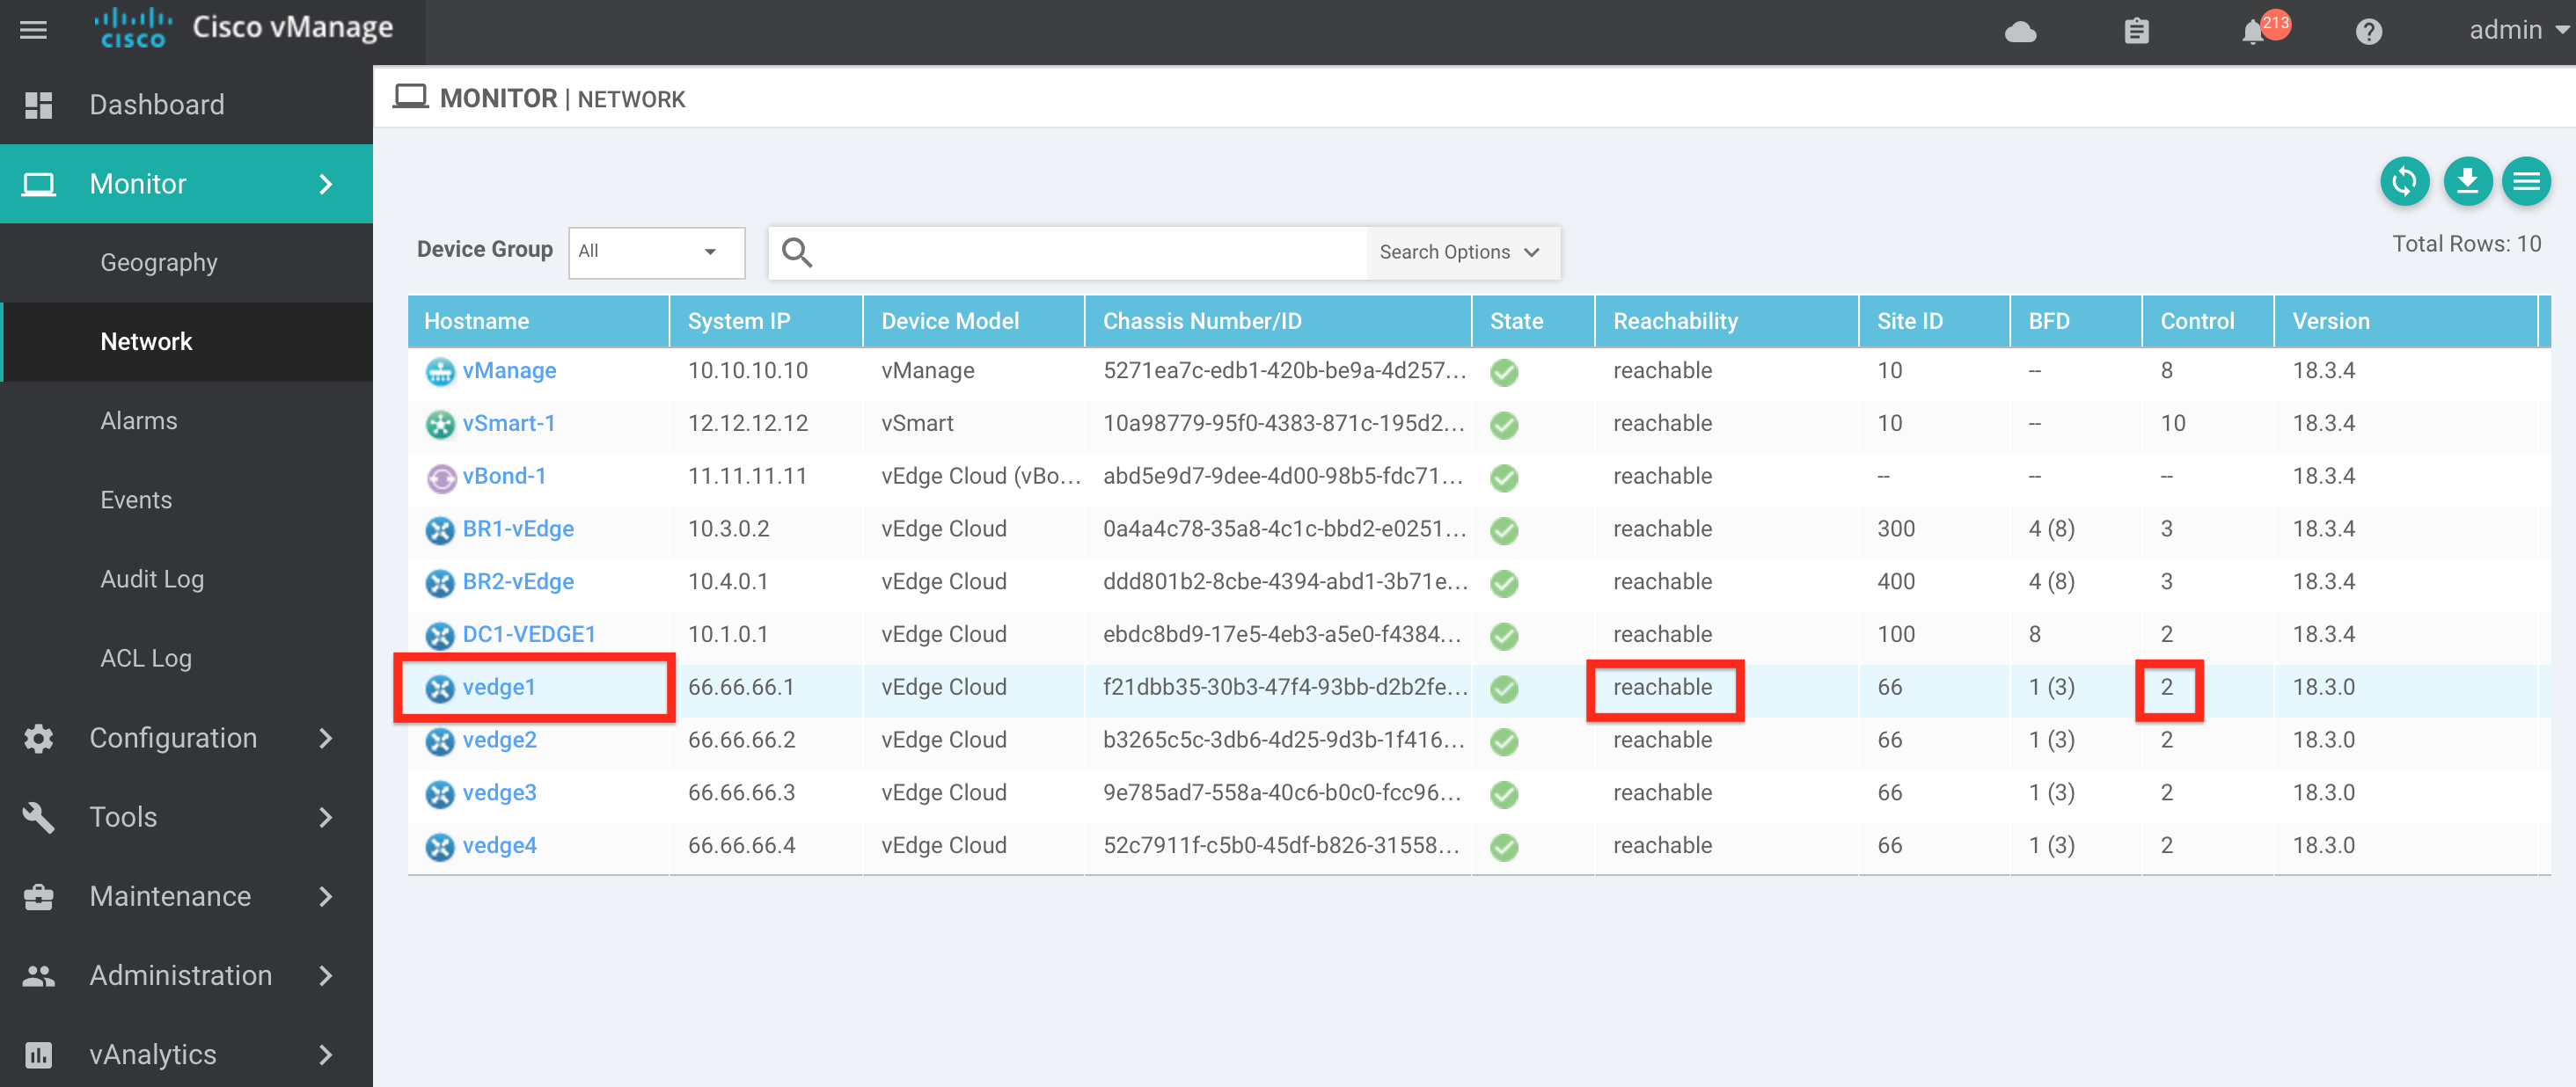 CISCO
Cisco vManage
213
admin
Dashboard
Monitor
Geography
Network
Alarms
Events
Audit Log
ACL Log
Configuration
Tools
Maintenance
Administration
vAnalytics
MONITOR | NETWORK
Device Group All Search Options
Total Rows: 10
Hostname System IP Device Model Chassis Number/ID State Reachability Site ID BFD Control Version
vManage 10.10.10.10 vManage 5271ea7c-edb1-420b-be9a-4d257... reachable 10 -- 8 18.3.4
vSmart-1 12.12.12.12 vSmart 10a98779-95f0-4383-871c-195d2... reachable 10 -- 10 18.3.4
vBond-1 11.11.11.11 vEdge Cloud (vBo... abd5e9d7-9dee-4d00-98b5-fdc71... reachable -- -- -- 18.3.4
BR1-vEdge 10.3.0.2 vEdge Cloud 0a4a4c78-35a8-4c1c-bbd2-e0251... reachable 300 4 (8) 3 18.3.4
BR2-vEdge 10.4.0.1 vEdge Cloud ddd801b2-8cbe-4394-abd1-3b71e... reachable 400 4 (8) 3 18.3.4
DC1-VEDGE1 10.1.0.1 vEdge Cloud ebdc8bd9-17e5-4eb3-a5e0-f4384... reachable 100 8 2 18.3.4
vedge1 66.66.66.1 vEdge Cloud f21dbb35-30b3-47f4-93bb-d2b2fe... reachable 66 1 (3) 2 18.3.0
vedge2 66.66.66.2 vEdge Cloud b3265c5c-3db6-4d25-9d3b-1f416... reachable 66 1 (3) 2 18.3.0
vedge3 66.66.66.3 vEdge Cloud 9e785ad7-558a-40c6-b0c0-fcc96... reachable 66 1 (3) 2 18.3.0
vedge4 66.66.66.4 vEdge Cloud 52c7911f-c5b0-45df-b826-31558... reachable 66 1 (3) 2 18.3.0